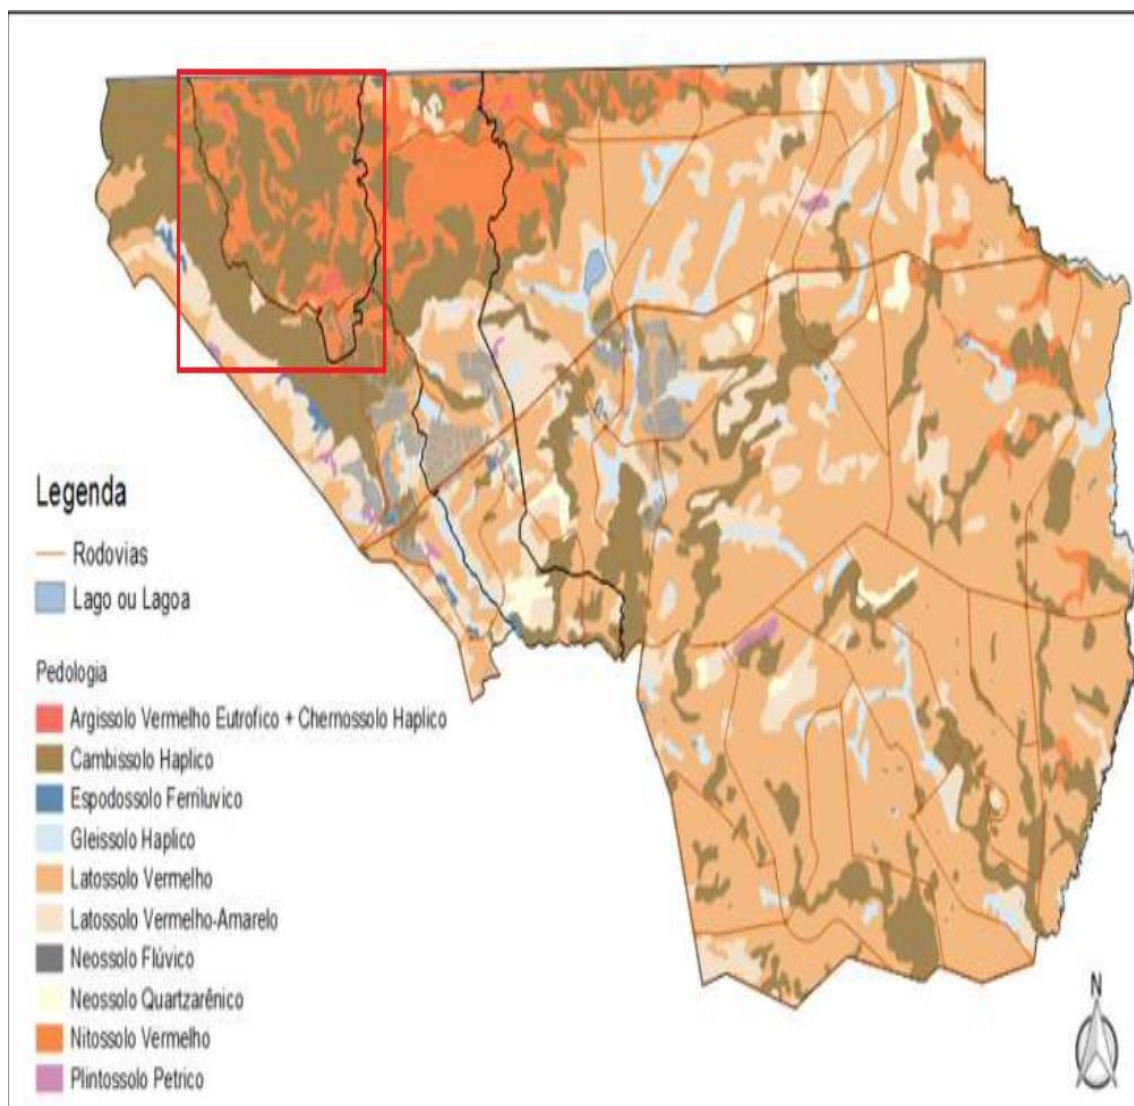 Legenda
Rodovias
Lago ou Lagoa
Pedologia
Argissolo Vermelho Eutrofico + Chernossolo Haplico
Cambissolo Haplico
Espodossolo Ferriluvico
Gleissolo Haplico
Latossolo Vermelho
Latossolo Vermelho-Amarelo
Neossolo Flúvico
Neossolo Quartzarênico
Nitossolo Vermelho
Plintossolo Petrico
N